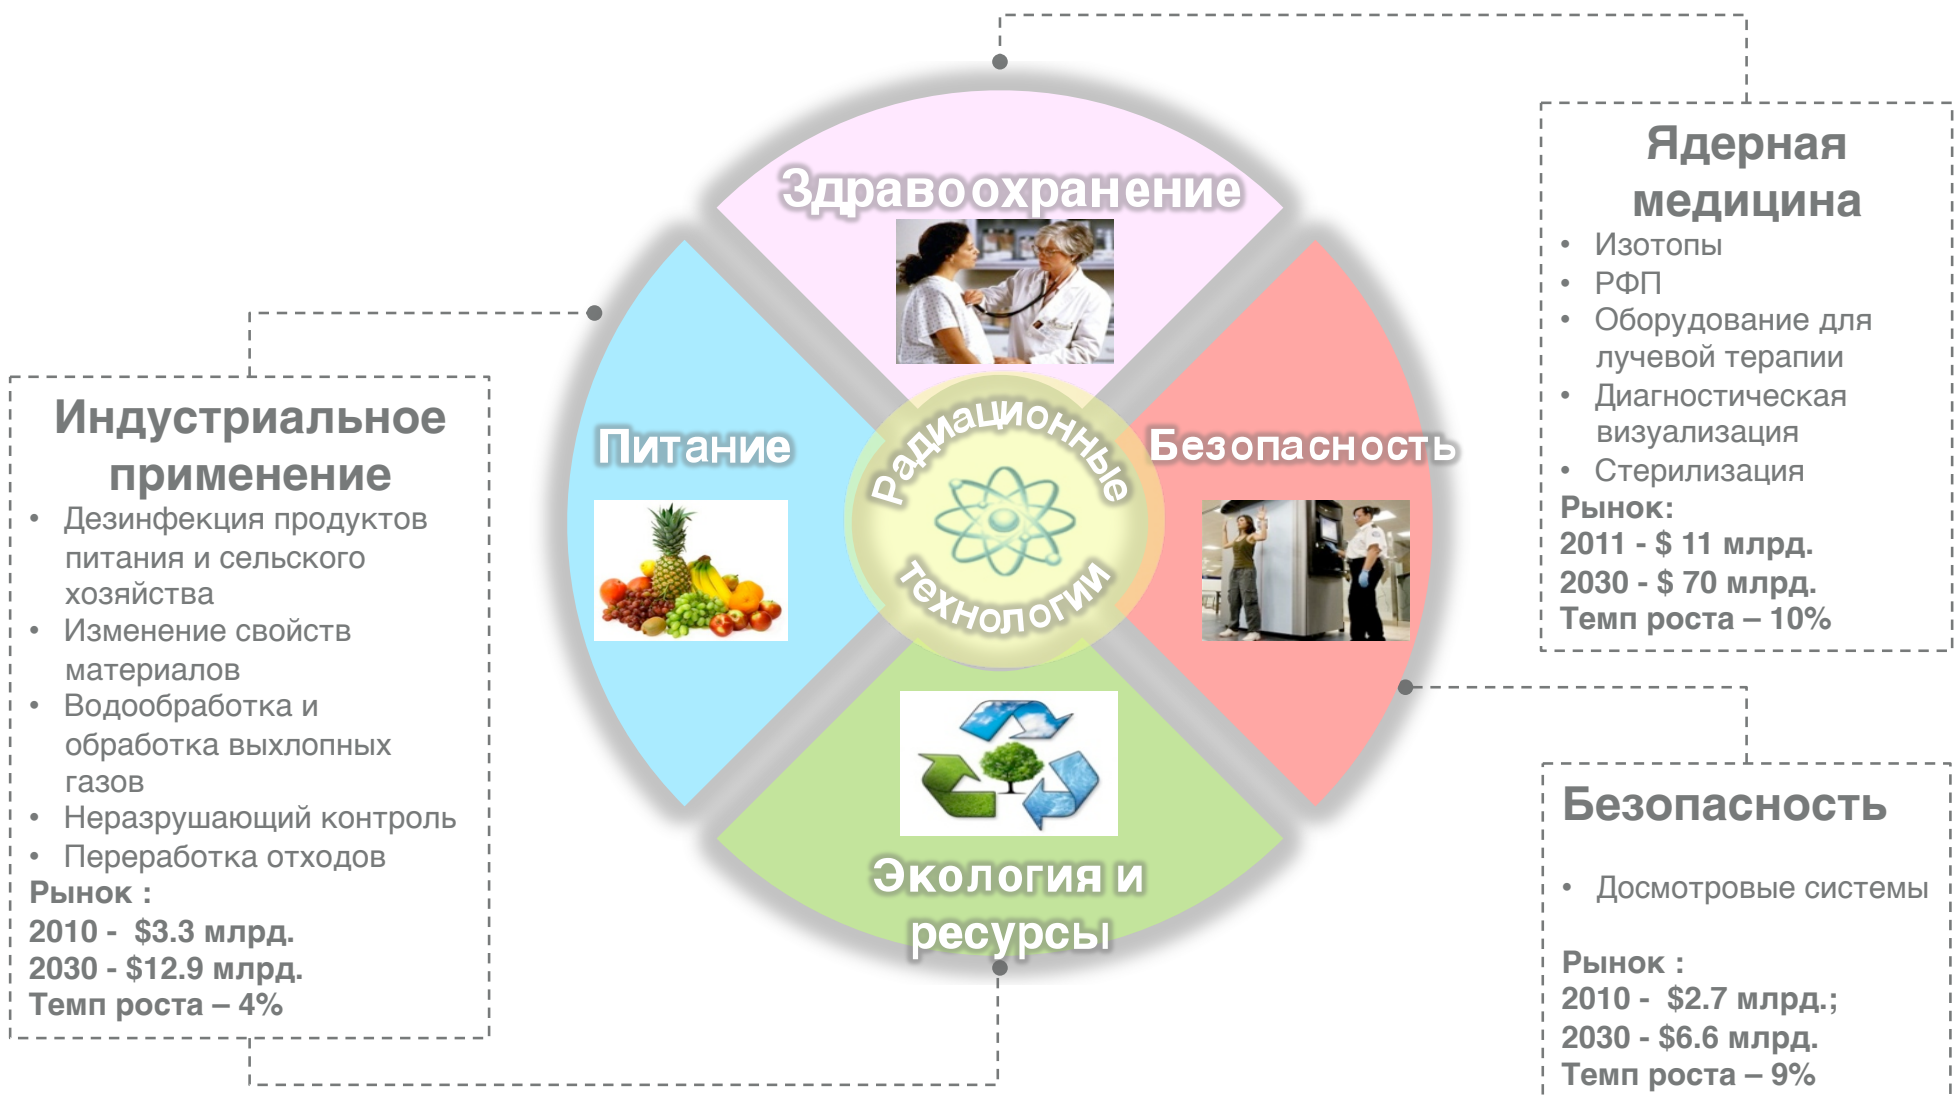 Здравоохранение
Питание
Безопасность
Экология и
ресурсы
Радиационные
технологии
Индустриальное
применение
• Дезинфекция продуктов
питания и сельского
хозяйства
• Изменение свойств
материалов
• Водообработка и
обработка выхлопных
газов
• Неразрушающий контроль
• Переработка отходов
Рынок :
2010 - $3.3 млрд.
2030 - $12.9 млрд.
Темп роста – 4%
Ядерная
медицина
• Изотопы
• РФП
• Оборудование для
лучевой терапии
• Диагностическая
визуализация
• Стерилизация
Рынок:
2011 - $ 11 млрд.
2030 - $ 70 млрд.
Темп роста – 10%
Безопасность
• Досмотровые системы
Рынок :
2010 - $2.7 млрд.;
2030 - $6.6 млрд.
Темп роста – 9%